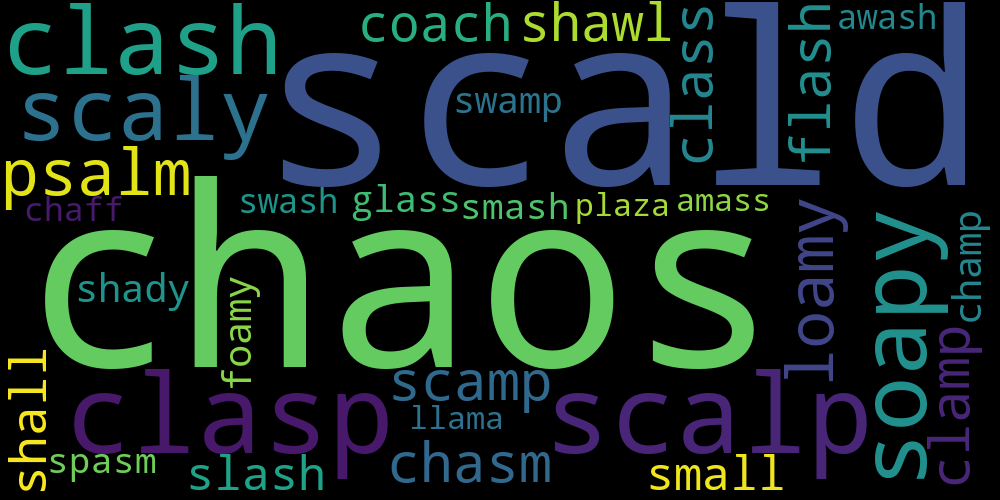 clash
coach
shawl
class
flash
awash
scald
scaly
swamp
psalm
chaff
swash
glass
smash
plaza
amass
chaos
shady
foamy
loamy
soapy
champ
shall
clasp
scamp
llama
scalp
clamp
spasm
slash
chasm
small